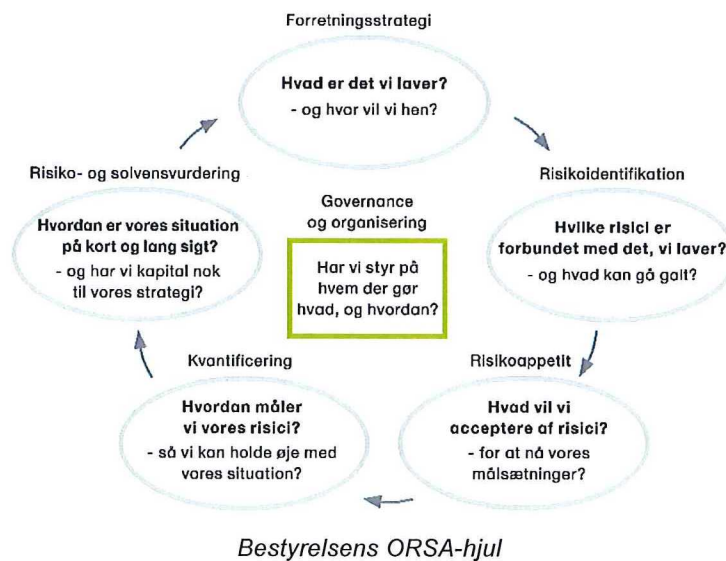 Forretningsstrategi
Hvad er det vi laver?
- og hvor vil vi hen?
Risikoidentifikation
Hvilke risici er
forbundet med det, vi laver?
- og hvad kan gå galt?
Risikoappetit
Hvad vil vi
acceptere af risici?
- for at nå vores
målsætninger?
Kvantificering
Hvordan måler
vi vores risici?
- så vi kan holde øje med
vores situation?
Risiko- og solvensvurdering
Hvordan er vores situation
på kort og lang sigt?
- og har vi kapital nok
til vores strategi?
Governance
og organisering
Har vi styr på
hvem der gør
hvad, og hvordan?
Bestyrelsens ORSA-hjul